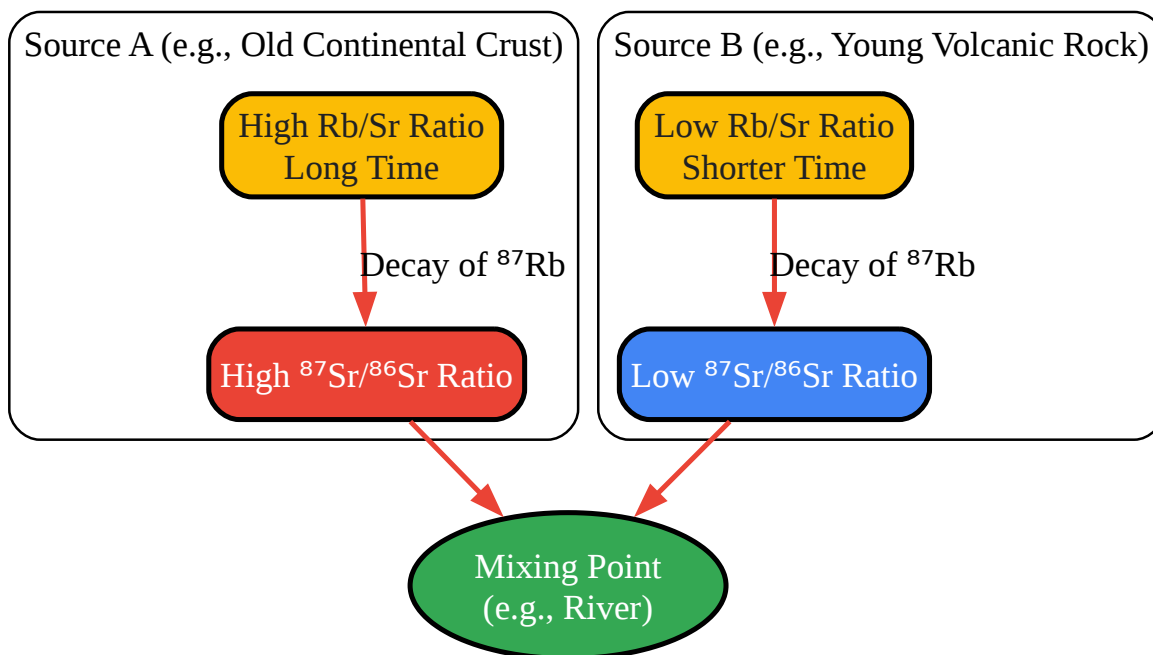 Source A (e.g., Old Continental Crust)
High Rb/Sr Ratio
Long Time
Decay of ⁸⁷Rb
High ⁸⁷Sr/⁸⁶Sr Ratio
Source B (e.g., Young Volcanic Rock)
Low Rb/Sr Ratio
Shorter Time
Decay of ⁸⁷Rb
Low ⁸⁷Sr/⁸⁶Sr Ratio
Mixing Point
(e.g., River)